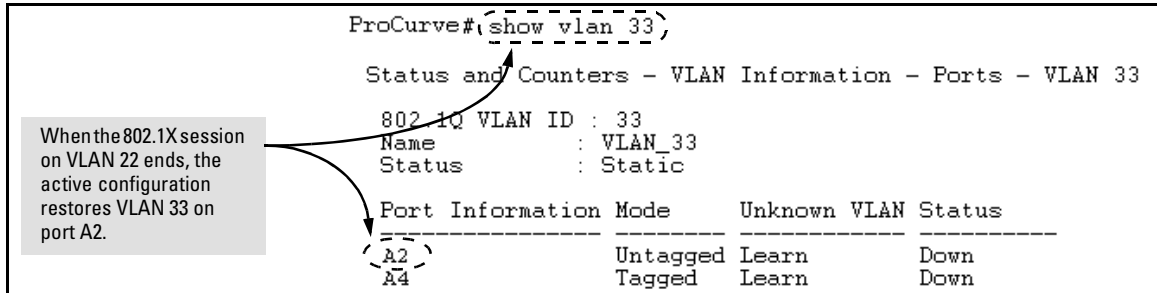 ProCurve# show vlan 33
Status and Counters - VLAN Information - Ports - VLAN 33
802.1Q VLAN ID : 33
Name : VLAN_33
Status : Static
When the 802.1X session
on VLAN 22 ends, the
active configuration
restores VLAN 33 on
port A2.
Port Information Mode Unknown VLAN Status
A2 Untagged Learn Down
A4 Tagged Learn Down